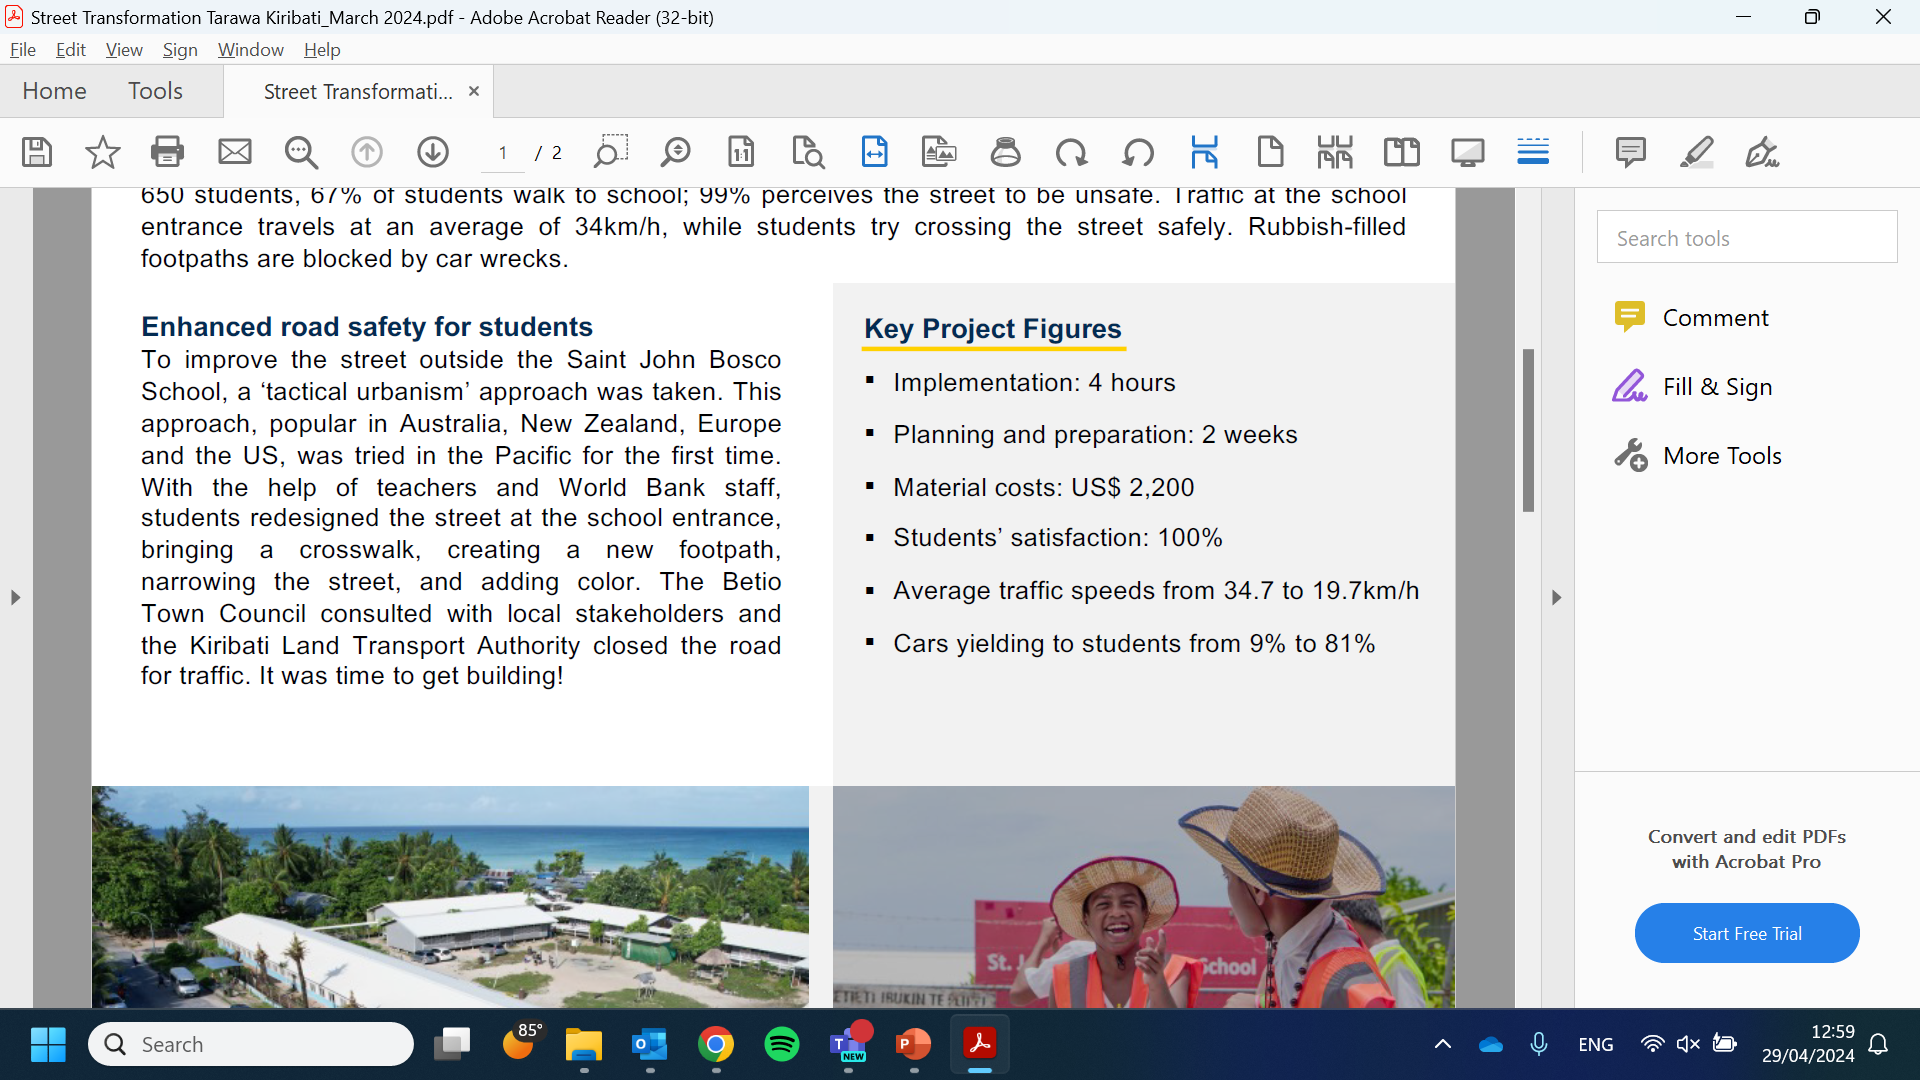 Street Transformation Tarawa Kiribati_March 2024.pdf - Adobe Acrobat Reader (32-bit)
File Edit View Sign Window Help
Home Tools Street Transformati...
1 / 2
650 students, 67% of students walk to school; 99% perceives the street to be unsafe. Traffic at the school
entrance travels at an average of 34km/h, while students try crossing the street safely. Rubbish-filled
footpaths are blocked by car wrecks.
Enhanced road safety for students
To improve the street outside the Saint John Bosco
School, a ‘tactical urbanism’ approach was taken. This
approach, popular in Australia, New Zealand, Europe
and the US, was tried in the Pacific for the first time.
With the help of teachers and World Bank staff,
students redesigned the street at the school entrance,
bringing a crosswalk, creating a new footpath,
narrowing the street, and adding color. The Betio
Town Council consulted with local stakeholders and
the Kiribati Land Transport Authority closed the road
for traffic. It was time to get building!
Key Project Figures
▪ Implementation: 4 hours
▪ Planning and preparation: 2 weeks
▪ Material costs: US$ 2,200
▪ Students’ satisfaction: 100%
▪ Average traffic speeds from 34.7 to 19.7km/h
▪ Cars yielding to students from 9% to 81%
St. School
Search tools
Comment
Fill & Sign
More Tools
Convert and edit PDFs
with Acrobat Pro
Start Free Trial
Search
85°
NEW
ENG
12:59
29/04/2024